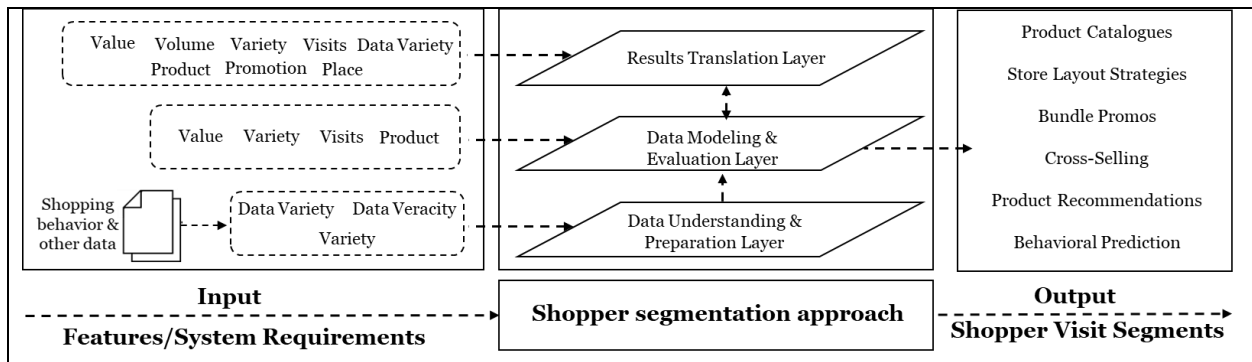 Value Volume Variety Visits Data Variety
Product Promotion Place
Results Translation Layer
Value Variety Visits Product
Data Modeling &
Evaluation Layer
Shopping
behavior &
other data
Data Variety Data Veracity
Variety
Data Understanding &
Preparation Layer
Product Catalogues
Store Layout Strategies
Bundle Promos
Cross-Selling
Product Recommendations
Behavioral Prediction
Input
Features/System Requirements
Shopper segmentation approach
Output
Shopper Visit Segments